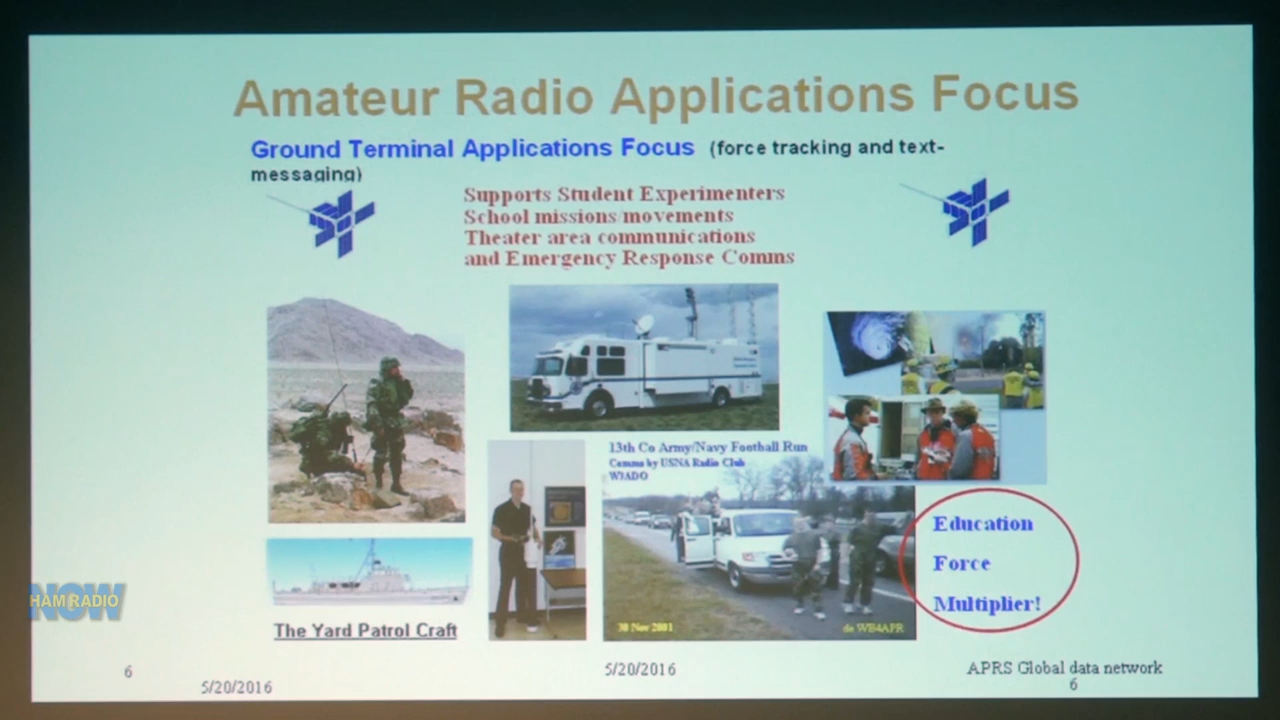 Amateur Radio Applications Focus
Ground Terminal Applications Focus (force tracking and text-
messaging)
Supports Student Experimenters
School missions/movements
Theater area communications
and Emergency Response Comms
13th Co Army/Navy Football Run
Comms by USNA Radio Club
W3ADO
Education
Force
Multiplier!
30 Nov 2001
de WB4APR
The Yard Patrol Craft
NOW
HAM RADIO
6
5/20/2016
5/20/2016
APRS Global data network
6